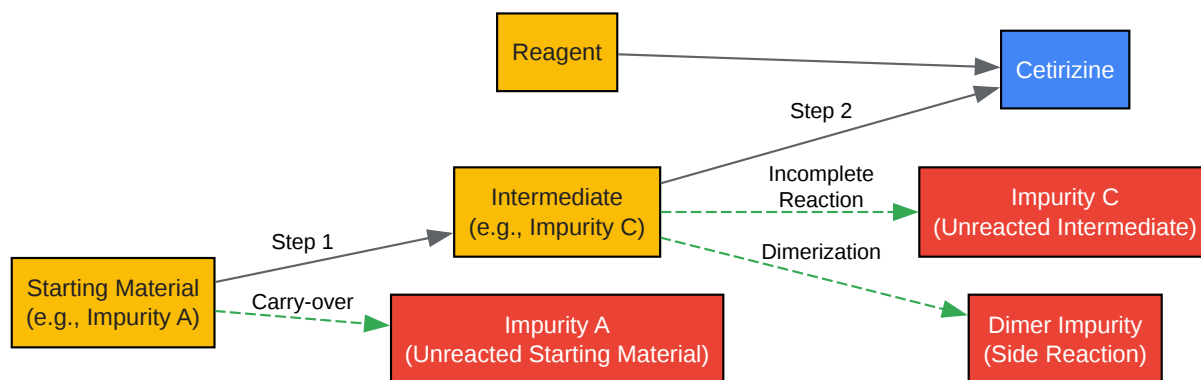 Reagent
Cetirizine
Step 2
Incomplete
Reaction
Impurity C
(Unreacted Intermediate)
Intermediate
(e.g., Impurity C)
Step 1
Dimerization
Starting Material
(e.g., Impurity A)
Carry-over
Impurity A
(Unreacted Starting Material)
Dimer Impurity
(Side Reaction)